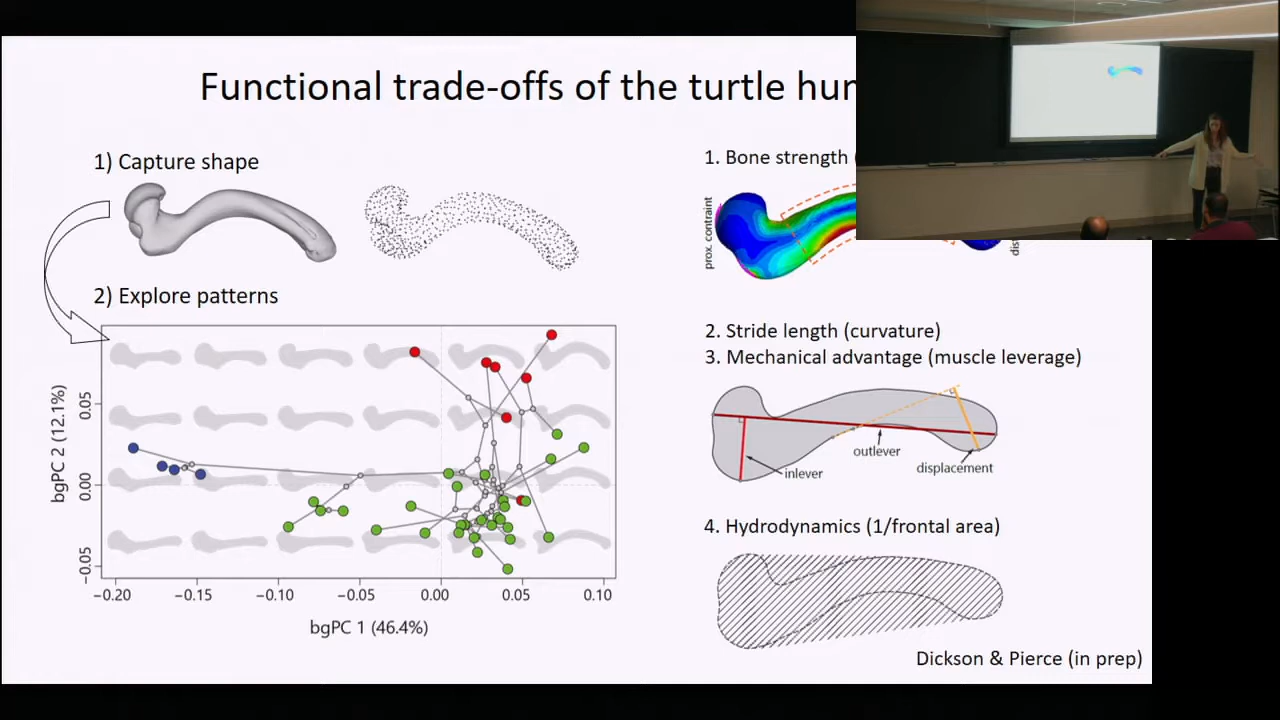 Functional trade-offs of the turtle hum
1) Capture shape
2) Explore patterns
bgPC 2 (12.1%)
0.05
0.00
−0.05
−0.20 −0.15 −0.10 −0.05 0.00 0.05 0.10
bgPC 1 (46.4%)
1. Bone strength (
prox. contraint
dis
2. Stride length (curvature)
3. Mechanical advantage (muscle leverage)
inlever
outlever
displacement
4. Hydrodynamics (1/frontal area)
Dickson & Pierce (in prep)